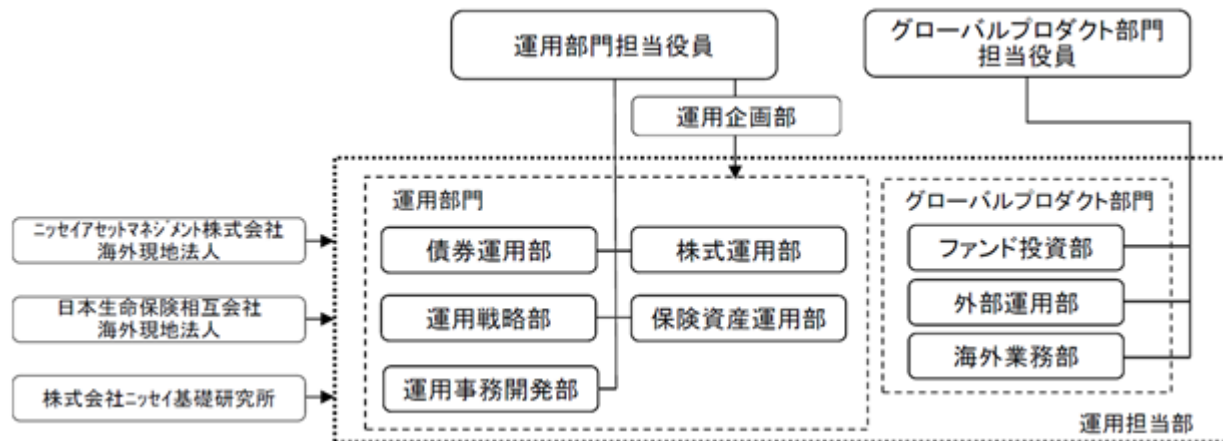 運用部門担当役員
グローバルプロダクト部門
担当役員
運用企画部
運用部門
グローバルプロダクト部門
ニッセイアセットマネジメント株式会社
海外現地法人
債券運用部
株式運用部
ファンド投資部
日本生命保険相互会社
海外現地法人
運用戦略部
保険資産運用部
外部運用部
海外業務部
株式会社ニッセイ基礎研究所
運用事務開発部
運用担当部